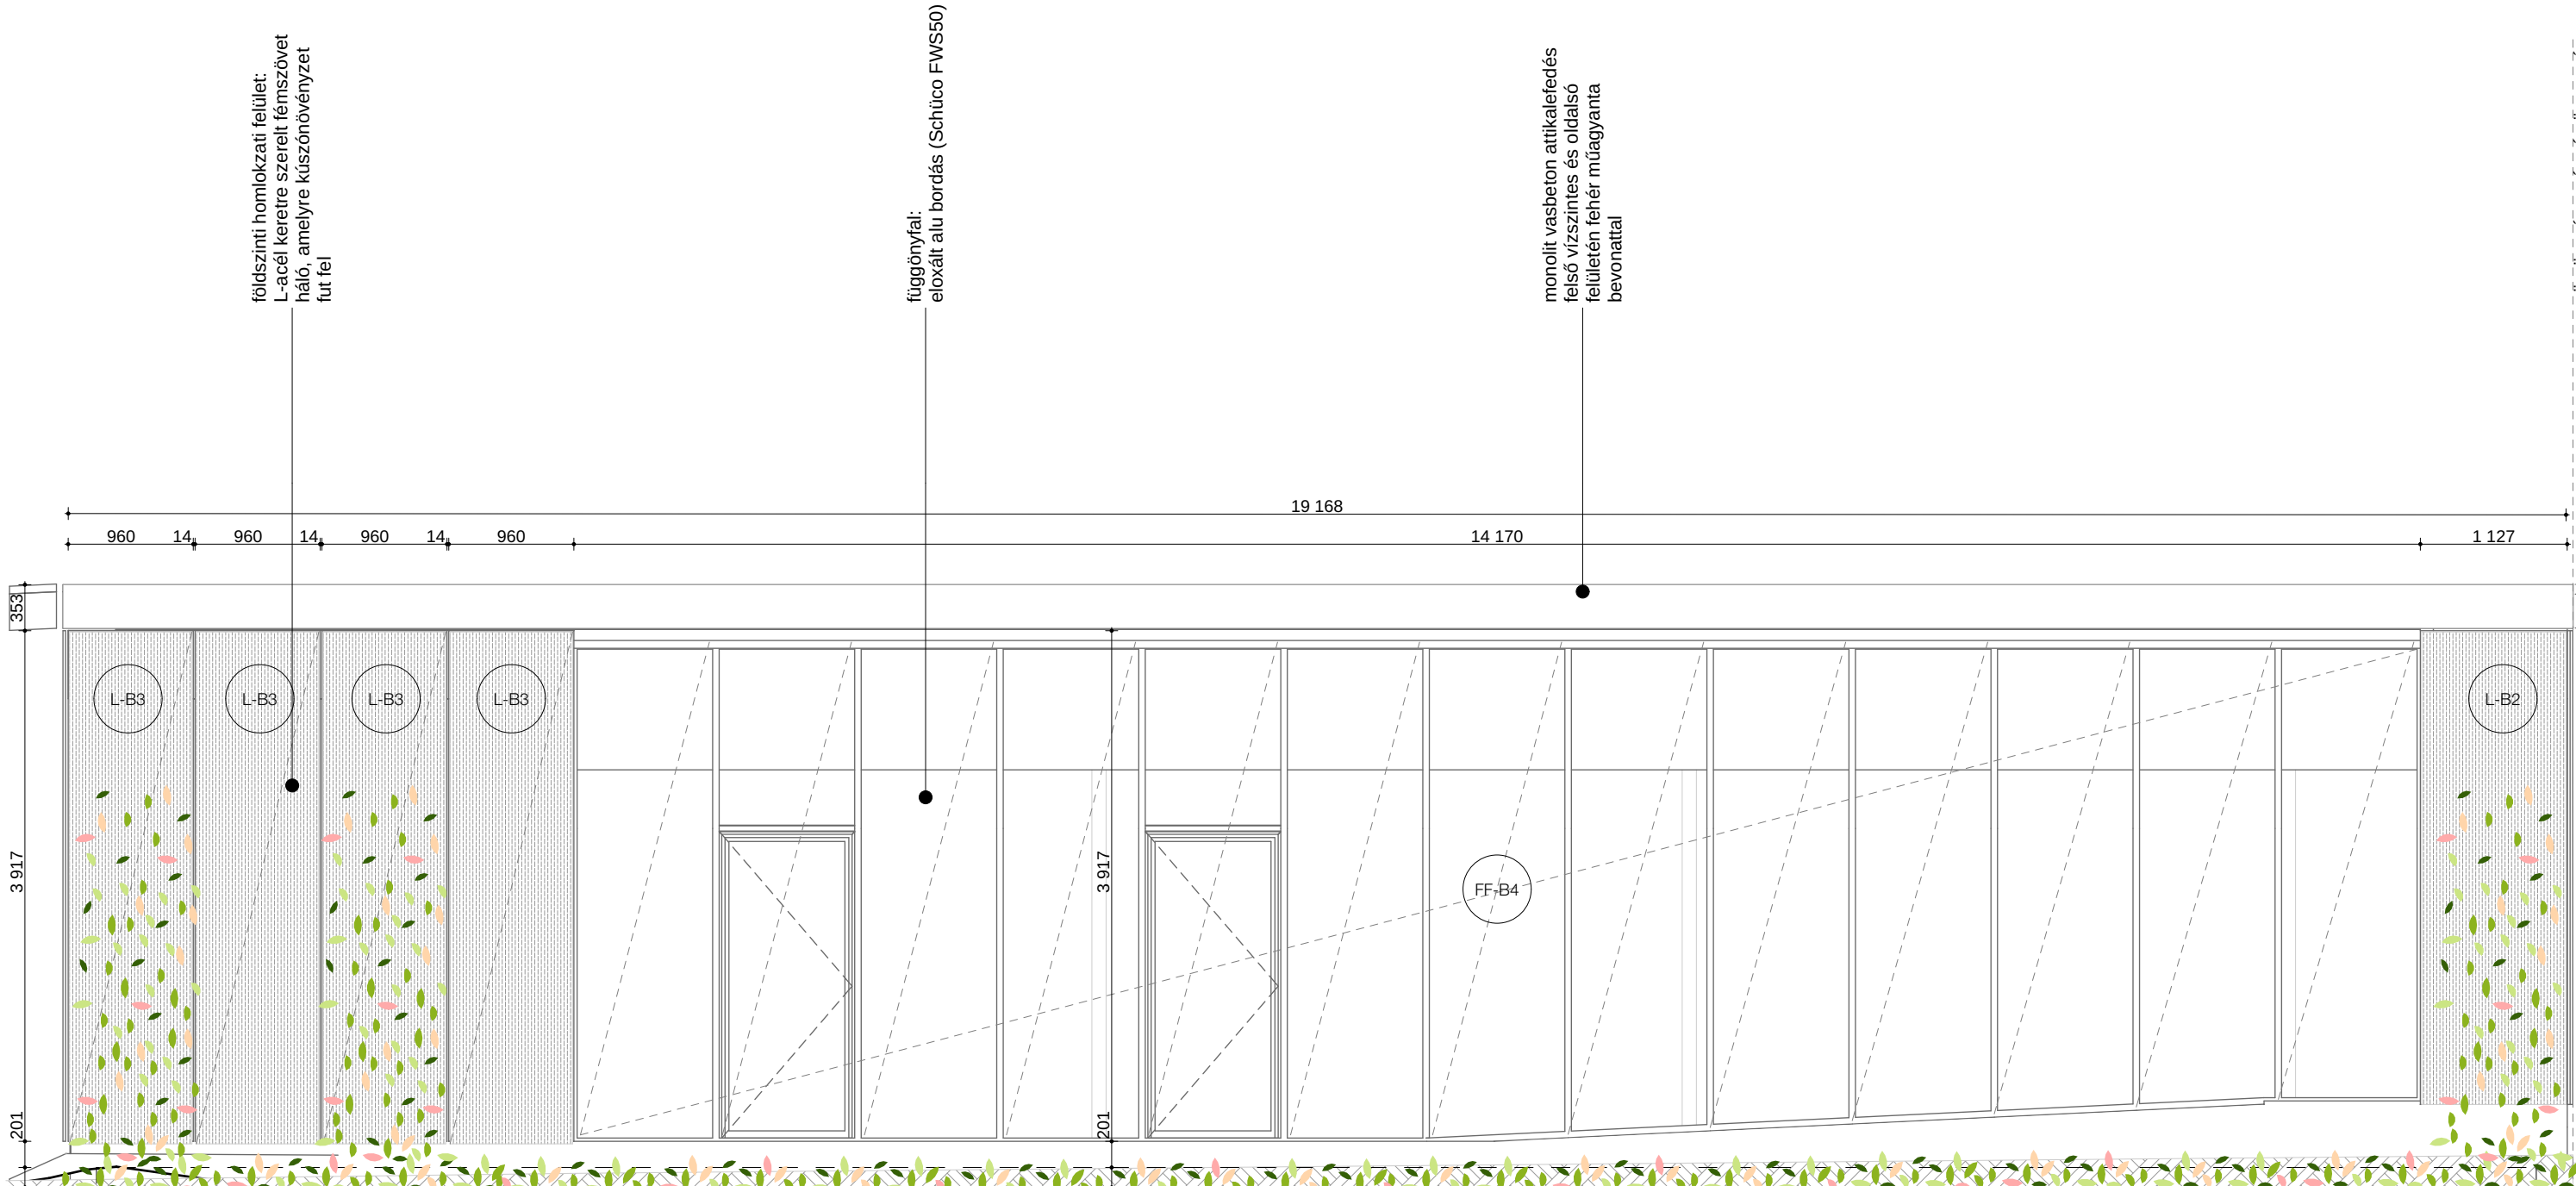 földszinti homlokzati felület:
L-acél keretre szerelt fémszövet
háló, amelyre kúszónövényzet
fut fel
függönyfal:
eloxált alu bordás (Schüco FWS50)
monolit vasbeton attikalefedés
felső vízszintes és oldalsó
felületén fehér műagyanta
bevonattal
19 168
960 14 960 14 960 14 960 14 170 1 127
353
L-B3 L-B3 L-B3 L-B3 L-B2
3 917 3 917
FF-B4
201 201